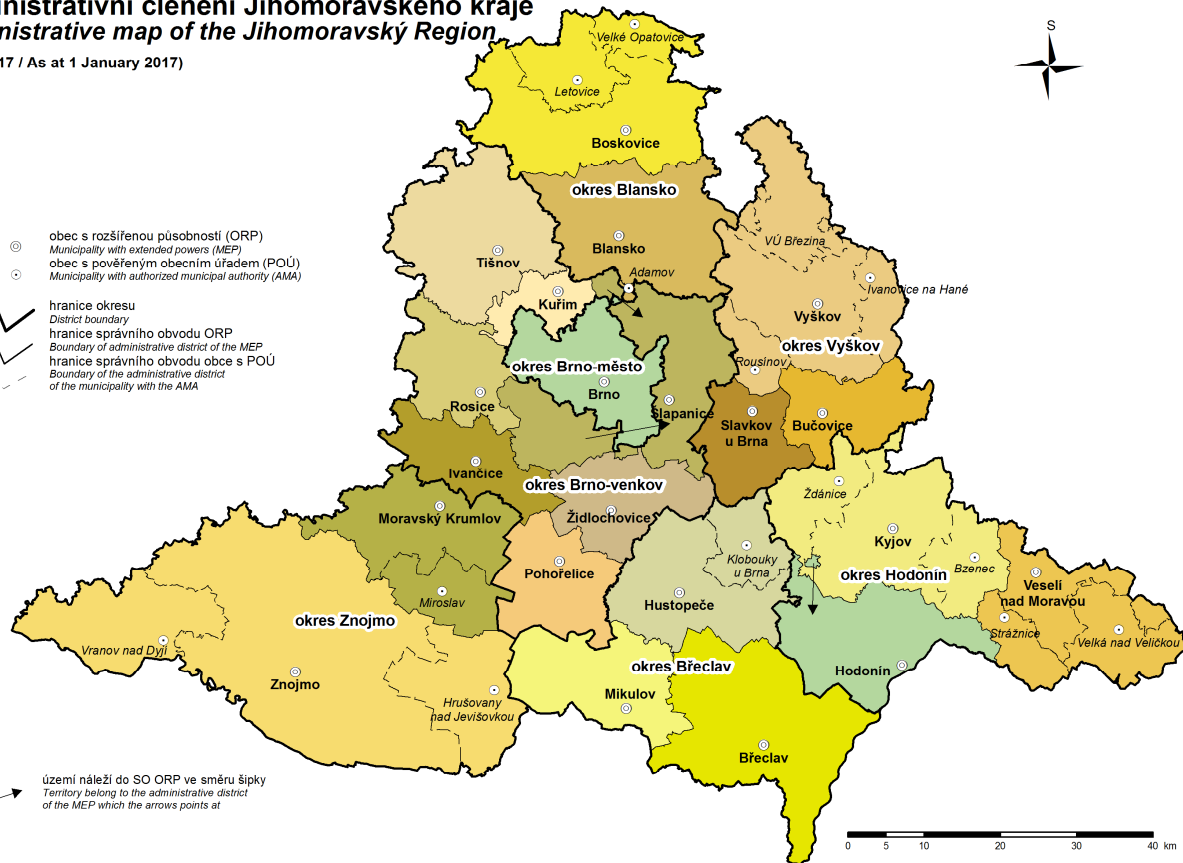 ministrativní členění Jihomoravského kraje
inistrative map of the Jihomoravský Region
17 / As at 1 January 2017)
S
obec s rozšířenou působností (ORP)
Municipality with extended powers (MEP)
obec s pověřeným obecním úřadem (POÚ)
Municipality with authorized municipal authority (AMA)
hranice okresu
District boundary
hranice správního obvodu ORP
Boundary of administrative district of the MEP
hranice správního obvodu obce s POÚ
Boundary of the administrative district
of the municipality with the AMA
Velké Opatovice
Letovice
Boskovice
okres Blansko
Blansko
Adamov
Tišnov
Kuřim
VÚ Březina
Ivanovice na Hané
Vyškov
okres Vyškov
Rousínov
okres Brno-město
Brno
Rosice
Šlapanice
Slavkov
u Brna
Bučovice
Ivančice
okres Brno-venkov
Židlochovice
Moravský Krumlov
Pohořelice
Miroslav
Ždánice
Kyjov
Klobouky
u Brna
okres Hodonín
Bzenec
Veselí
nad Moravou
Hustopeče
Strážnice
Velká nad Veličkou
okres Znojmo
Vranov nad Dyjí
Znojmo
Hrušovany
nad Jevišovkou
okres Břeclav
Mikulov
Hodonín
Břeclav
území náleží do SO ORP ve směru šipky
Territory belong to the administrative district
of the MEP which the arrows points at
0 5 10 20 30 40 km